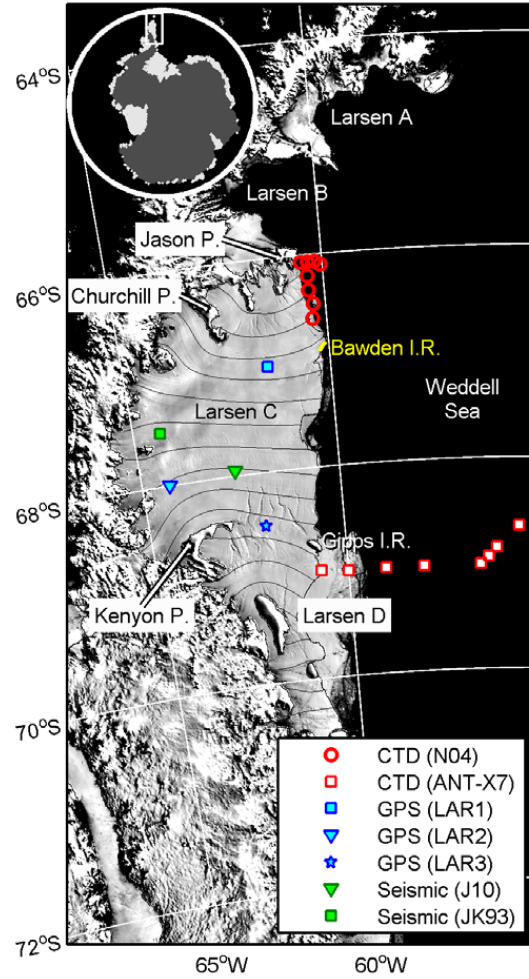 64°S
Larsen A
Larsen B
Jason P.
66°S
Churchill P.
Bawden I.R.
Weddell
Sea
Larsen C
68°S
Gipps I.R.
Kenyon P.
Larsen D
70°S
CTD (N04)
CTD (ANT-X7)
GPS (LAR1)
GPS (LAR2)
GPS (LAR3)
Seismic (J10)
Seismic (JK93)
72°S
65°W
60°W